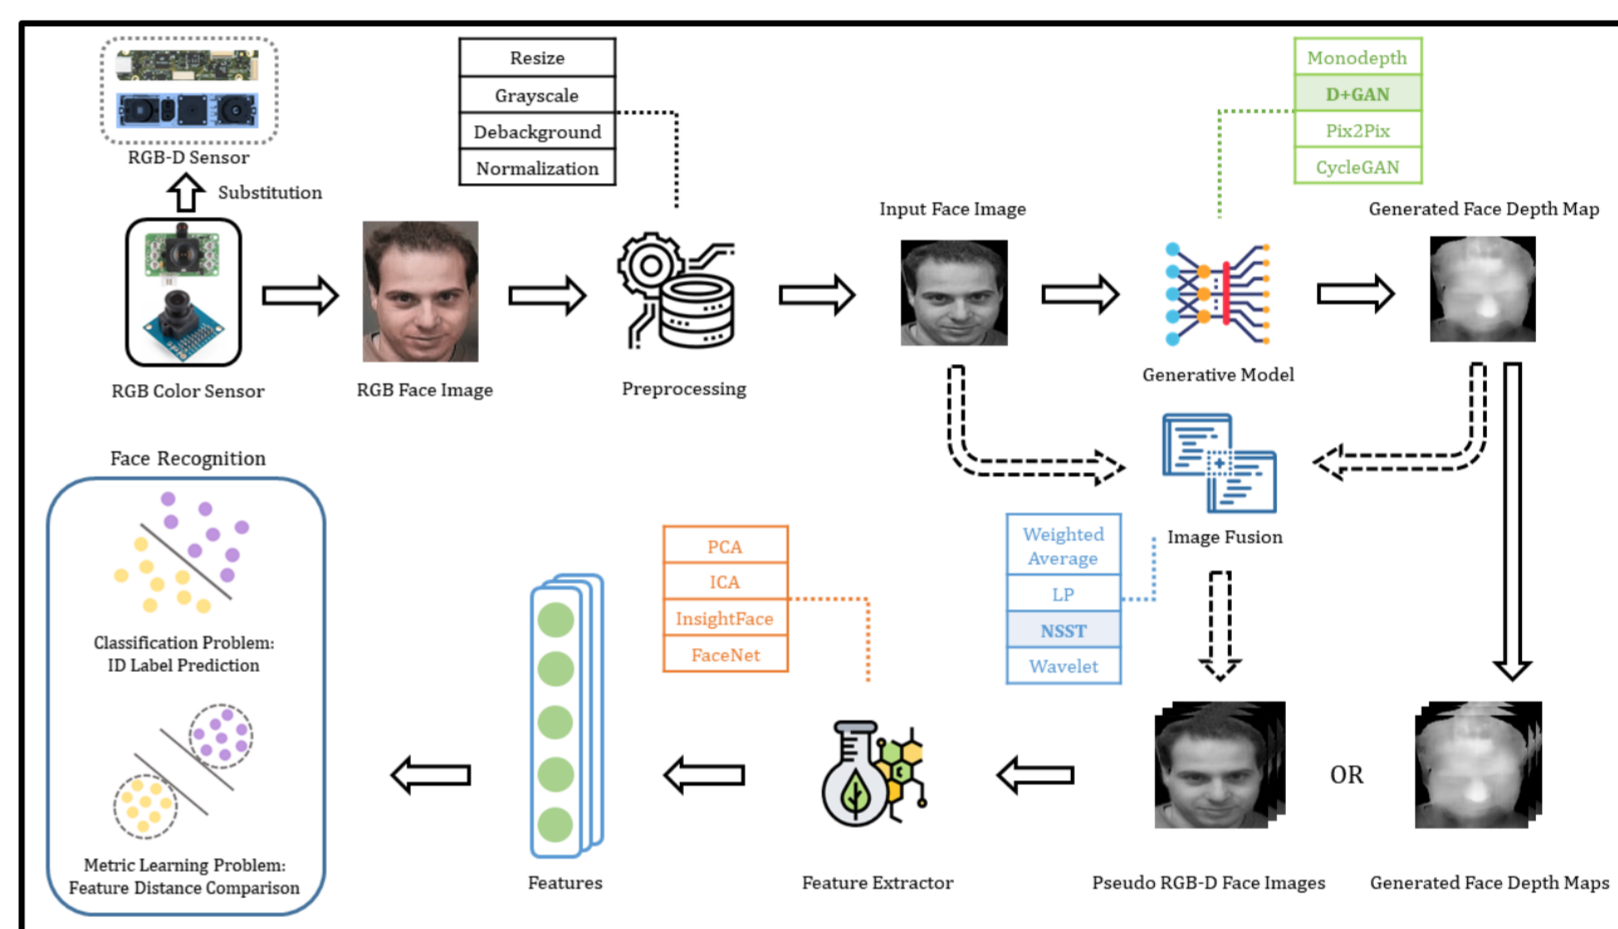 RGB-D Sensor
Substitution
RGB Color Sensor
RGB Face Image
Resize
Grayscale
Debackground
Normalization
Preprocessing
Input Face Image
Monodepth
D+GAN
Pix2Pix
CycleGAN
Generative Model
Generated Face Depth Map
Image Fusion
Weighted
Average
LP
NSST
Wavelet
Pseudo RGB-D Face Images
OR
Generated Face Depth Maps
PCA
ICA
InsightFace
FaceNet
Feature Extractor
Features
Face Recognition
Classification Problem:
ID Label Prediction
Metric Learning Problem:
Feature Distance Comparison